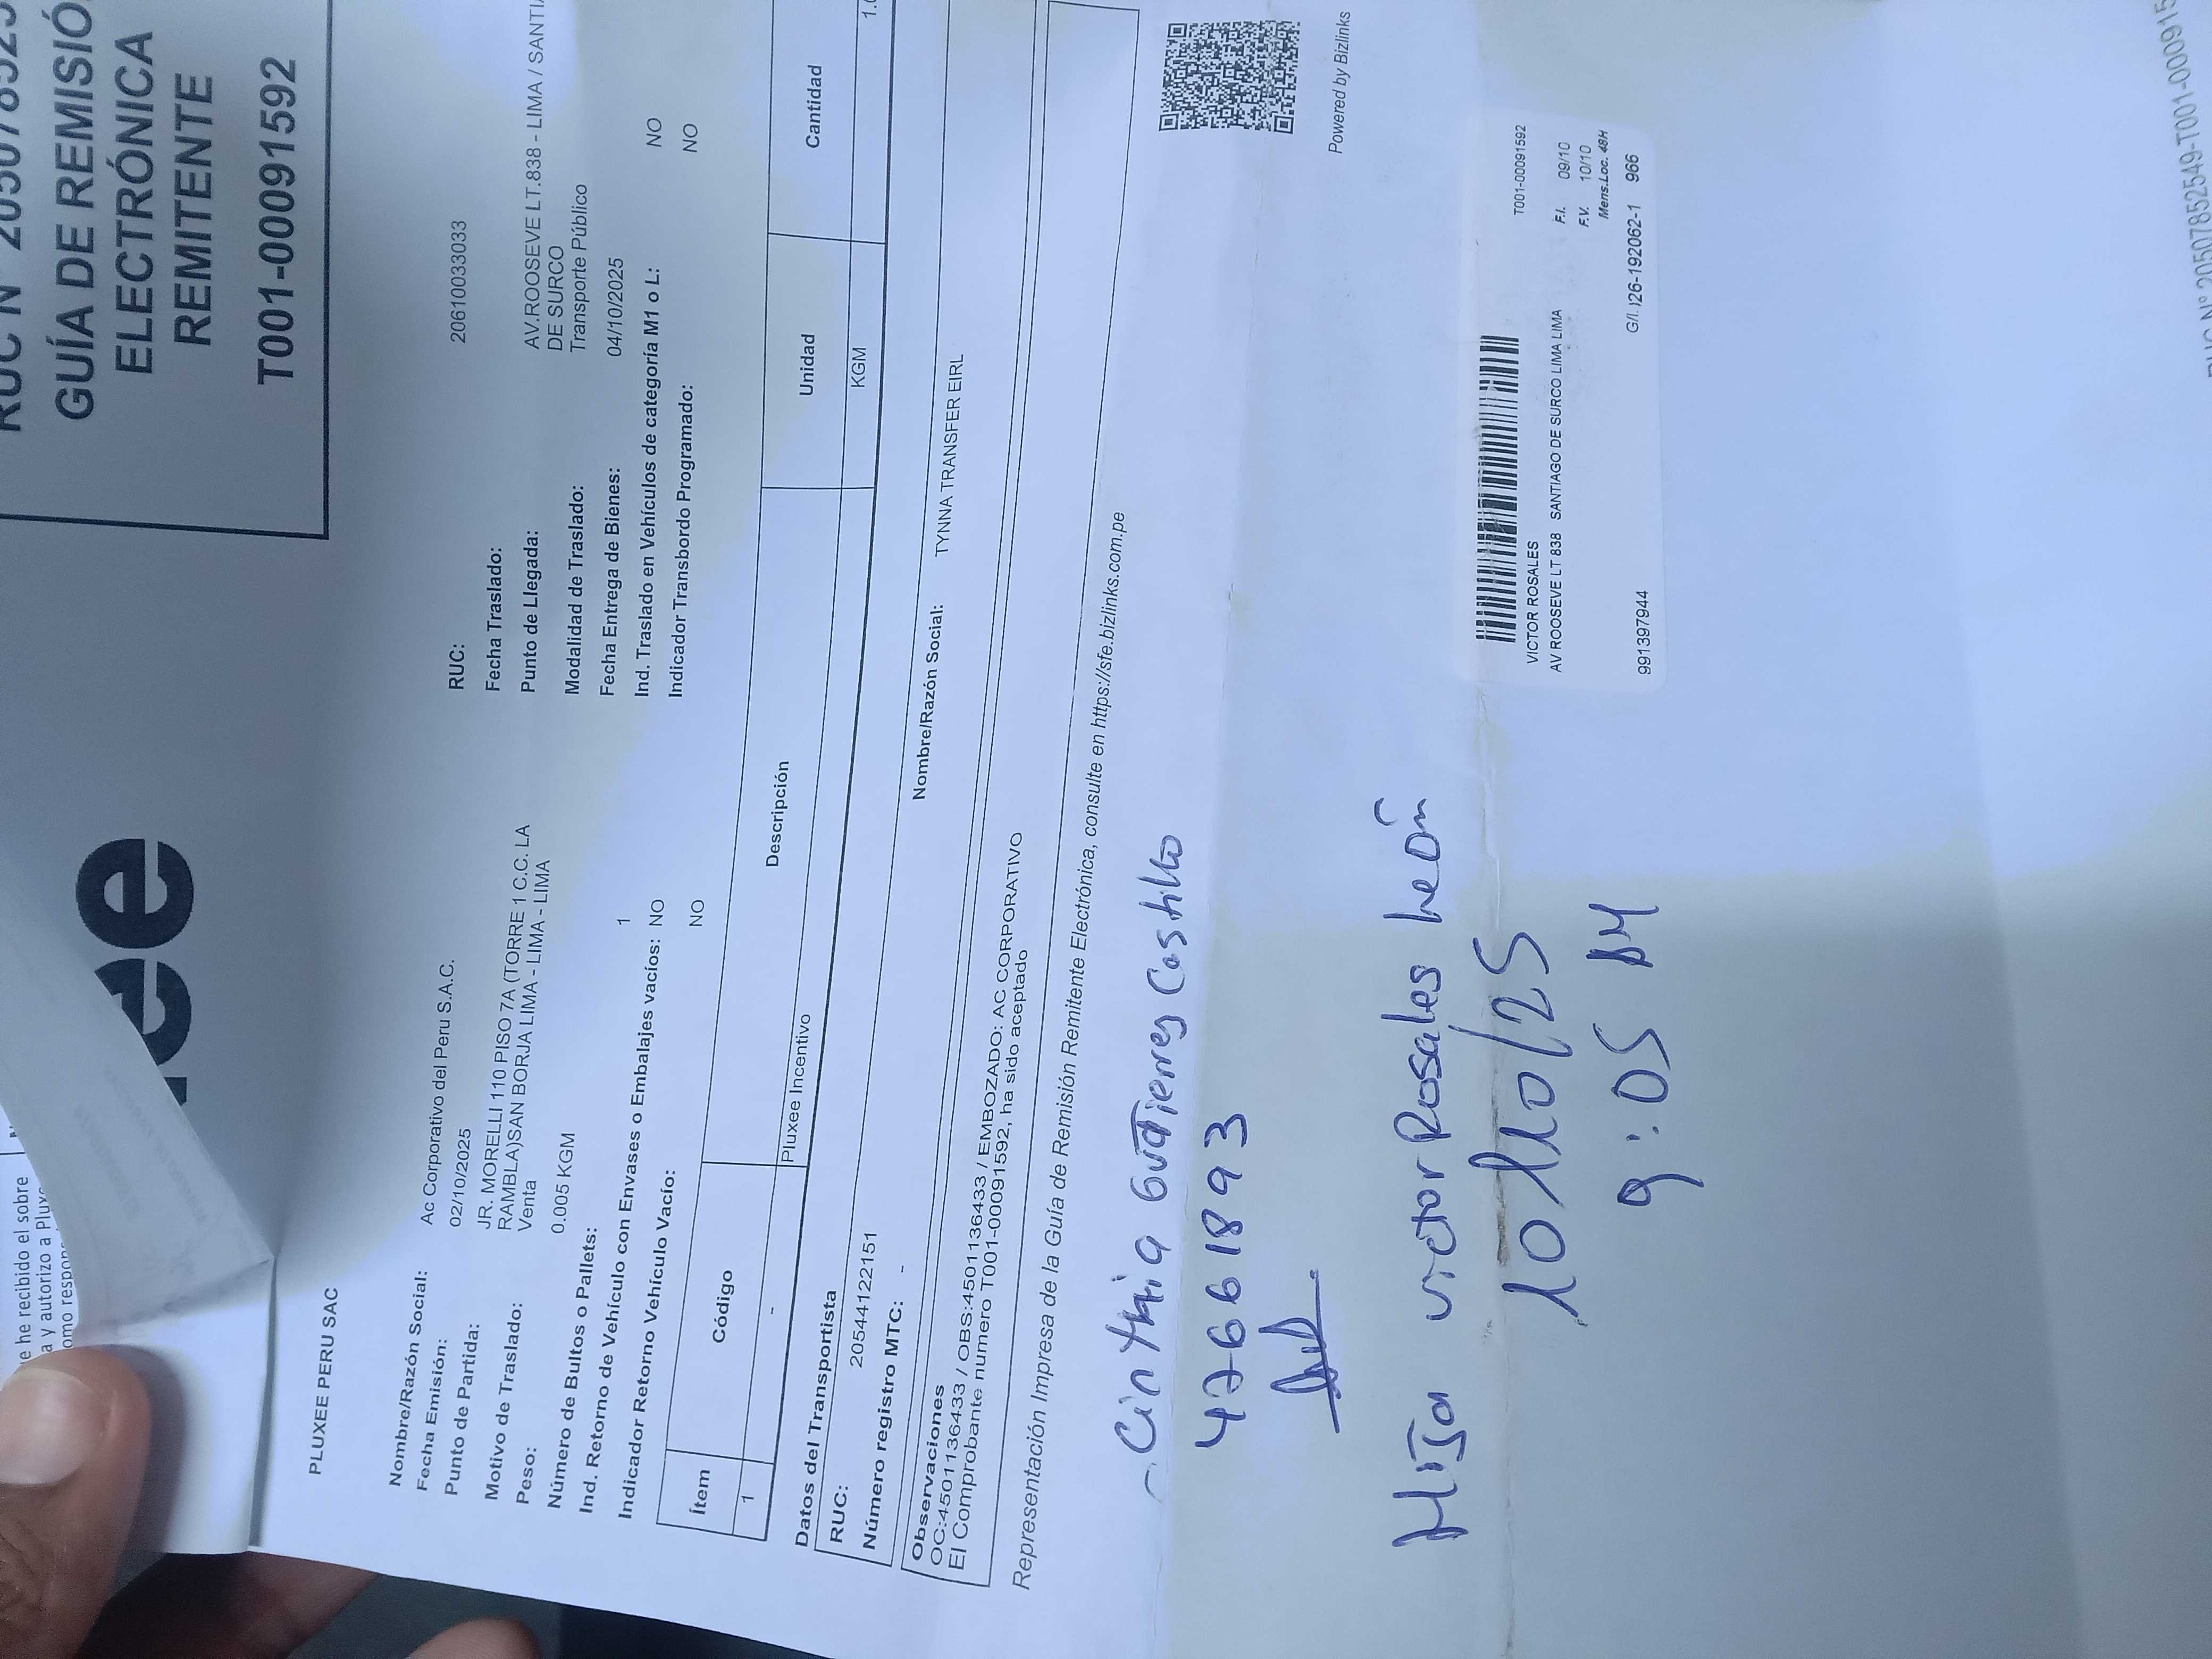 RUC N° 20507852549
GUÍA DE REMISIÓ
ELECTRÓNICA
REMITENTE
T001-00091592
ee
e he recibido el sobre
a y autorizo a Pluxe
omo respon
PLUXEE PERU SAC
Nombre/Razón Social: Ac Corporativo del Peru S.A.C.
Fecha Emisión: 02/10/2025
Punto de Partida: JR. MORELLI 110 PISO 7A (TORRE 1 C.C. LA
RAMBLA)SAN BORJA LIMA - LIMA - LIMA
Motivo de Traslado: Venta
Peso: 0.0005 KGM
Número de Bultos o Pallets: 1
Ind. Retorno de Vehículo con Envases o Embalajes vacíos: NO
Indicador Retorno Vehículo Vacío: NO
RUC: 20610033033
Fecha Traslado:
Punto de Llegada: AV.ROOSEVE LT.838 - LIMA / SANTIA
DE SURCO
Modalidad de Traslado: Transporte Público
Fecha Entrega de Bienes: 04/10/2025
Ind. Traslado en Vehículos de categoría M1 o L: NO
Indicador Transbordo Programado: NO
Ítem Código Descripción Unidad Cantidad
1 - Pluxee Incentivo KGM 1.0
Datos del Transportista
RUC: 20544122151 Nombre/Razón Social: TYNNA TRANSFER EIRL
Número registro MTC: -
Observaciones
OC:4501136433 / OBS:4501136433 / EMBOZADO: AC CORPORATIVO
El Comprobante numero T001-00091592, ha sido aceptado
Representación Impresa de la Guía de Remisión Remitente Electrónica, consulte en https://sfe.bizlinks.com.pe
Powered by Bizlinks
Cinthia Gutierres Castillo
47661893
Hija victor Rosales León
10/10/25
9:05 AM
T001-00091592
VICTOR ROSALES
AV ROOSEVE LT 838 SANTIAGO DE SURCO LIMA LIMA
F.I. 09/10
F.V. 10/10
Mens.Loc. 48H
991397944
G/I. 126-192062-1 966
RUC N° 20507852549-T001-000915